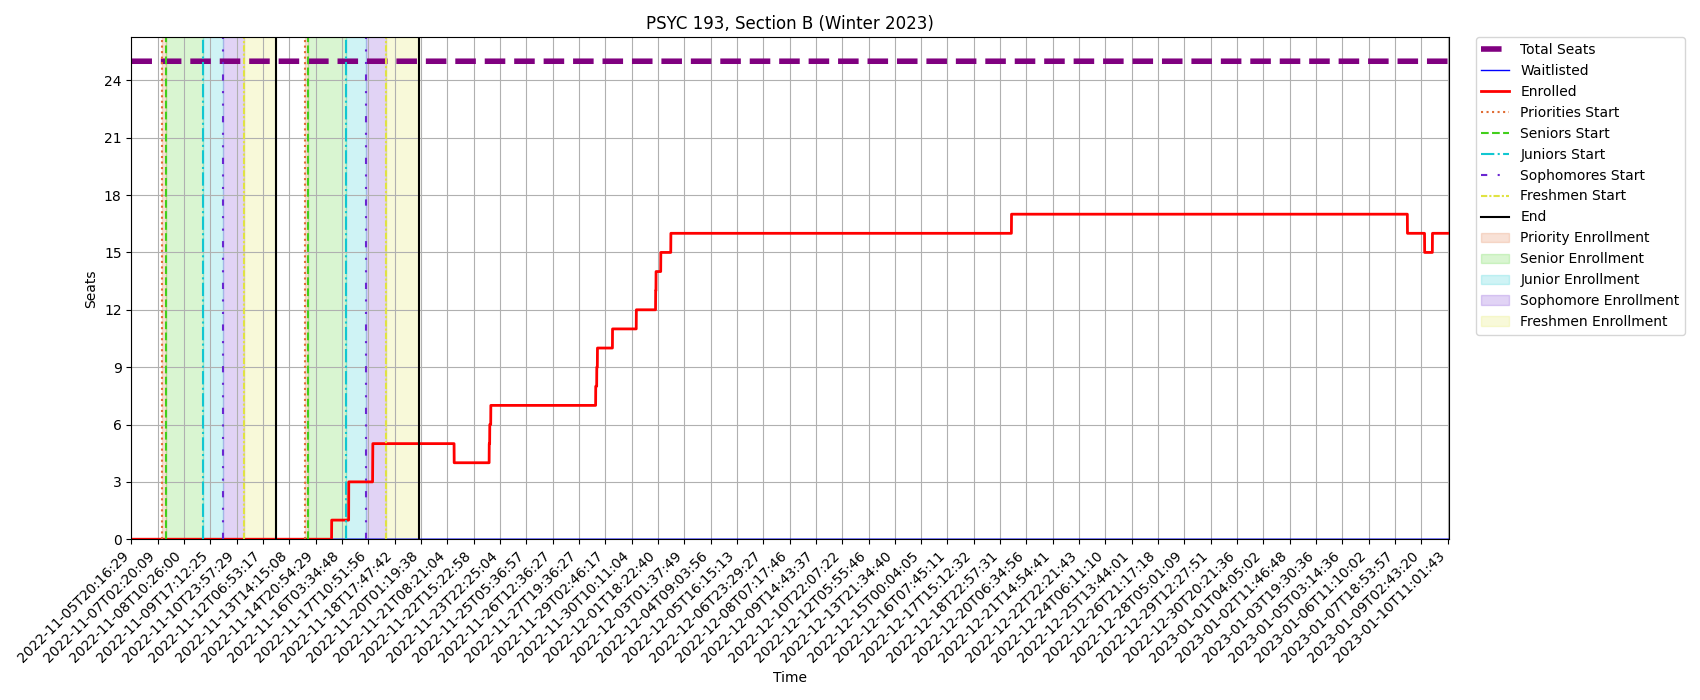 PSYC 193, Section B (Winter 2023)
Total Seats
Waitlisted
Enrolled
Priorities Start
Seniors Start
Juniors Start
Sophomores Start
Freshmen Start
End
Priority Enrollment
Senior Enrollment
Junior Enrollment
Sophomore Enrollment
Freshmen Enrollment
Seats
24
21
18
15
12
9
6
3
0
2022-11-05T20:16:29
2022-11-07T02:20:09
2022-11-08T10:26:00
2022-11-09T17:12:25
2022-11-10T23:57:29
2022-11-12T06:53:17
2022-11-13T14:15:08
2022-11-14T20:54:29
2022-11-16T03:34:48
2022-11-17T10:51:56
2022-11-18T17:47:42
2022-11-20T01:19:38
2022-11-21T08:21:04
2022-11-22T15:22:58
2022-11-23T22:25:04
2022-11-25T05:36:57
2022-11-26T12:36:27
2022-11-27T19:36:27
2022-11-29T02:46:17
2022-11-30T10:11:04
2022-12-01T18:22:40
2022-12-03T01:37:49
2022-12-04T09:03:56
2022-12-05T16:15:13
2022-12-06T23:29:27
2022-12-08T07:17:46
2022-12-09T14:43:37
2022-12-10T22:07:22
2022-12-12T05:55:46
2022-12-13T21:34:40
2022-12-15T00:04:05
2022-12-16T07:45:11
2022-12-17T15:12:32
2022-12-18T22:57:31
2022-12-20T06:34:56
2022-12-21T14:54:41
2022-12-22T22:21:43
2022-12-24T06:11:10
2022-12-25T13:44:01
2022-12-26T21:17:18
2022-12-28T05:01:09
2022-12-29T12:27:51
2022-12-30T20:21:36
2023-01-01T04:05:02
2023-01-02T11:46:48
2023-01-03T19:30:36
2023-01-05T03:14:36
2023-01-06T11:10:02
2023-01-07T18:53:57
2023-01-09T02:43:20
2023-01-10T11:01:43
Time